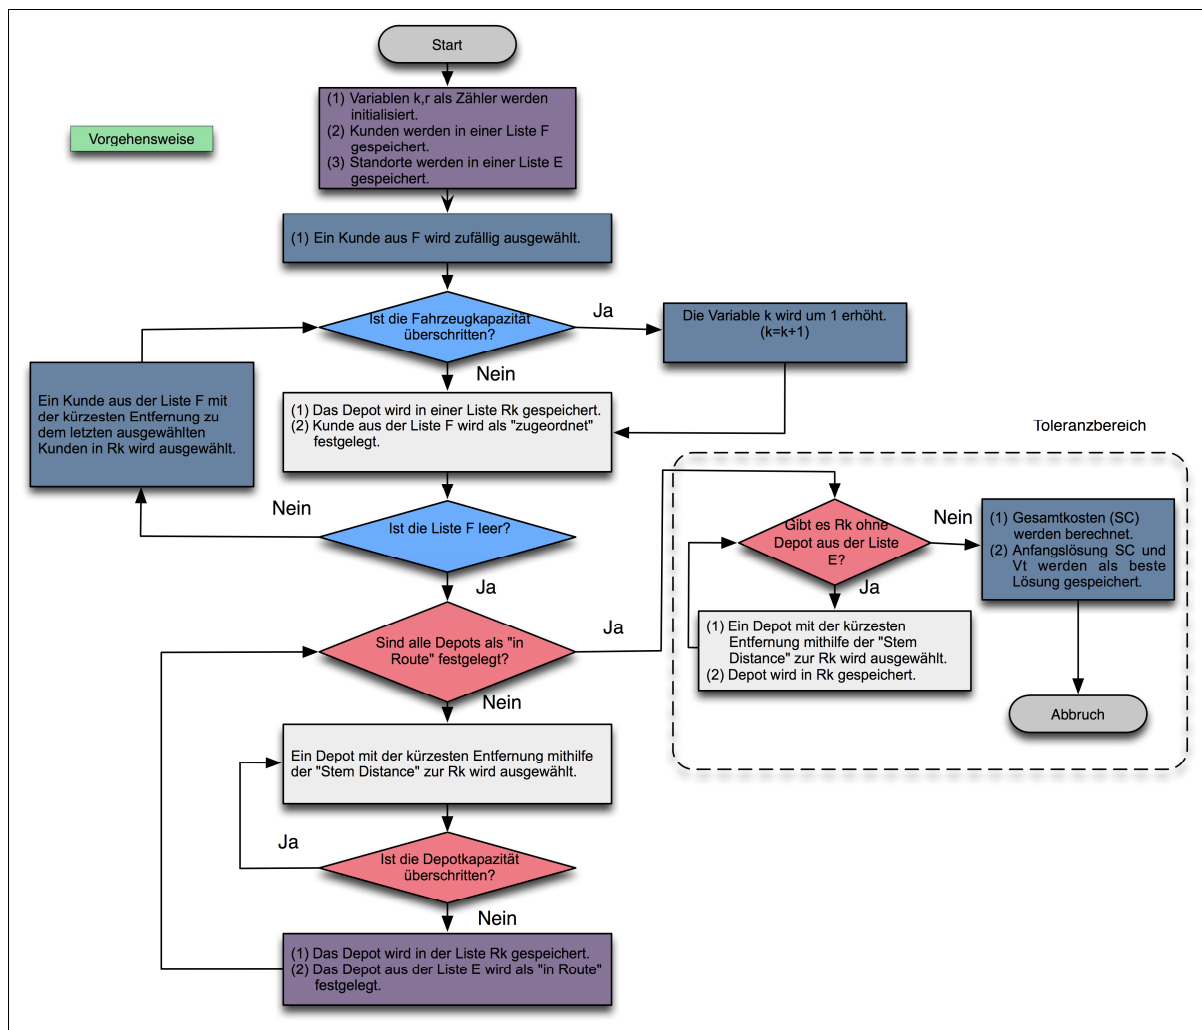 Start
(1) Variablen k,r als Zähler werden
initialisiert.
(2) Kunden werden in einer Liste F
gespeichert.
(3) Standorte werden in einer Liste E
gespeichert.
Vorgehensweise
(1) Ein Kunde aus F wird zufällig ausgewählt.
Ist die Fahrzeugkapazität
überschritten?
Ja
Die Variable k wird um 1 erhöht.
(k=k+1)
Nein
Ein Kunde aus der Liste F mit
der kürzesten Entfernung zu
dem letzten ausgewählten
Kunden in Rk wird ausgewählt.
(1) Das Depot wird in einer Liste Rk gespeichert.
(2) Kunde aus der Liste F wird als "zugeordnet"
festgelegt.
Toleranzbereich
Nein
Ist die Liste F leer?
Ja
Gibt es Rk ohne
Depot aus der Liste
E?
Nein
(1) Gesamtkosten (SC)
werden berechnet.
(2) Anfangslösung SC und
Vt werden als beste
Lösung gespeichert.
Ja
(1) Ein Depot mit der kürzesten
Entfernung mithilfe der "Stem
Distance" zur Rk wird ausgewählt.
(2) Depot wird in Rk gespeichert.
Abbruch
Sind alle Depots als "in
Route" festgelegt?
Ja
Nein
Ein Depot mit der kürzesten Entfernung mithilfe
der "Stem Distance" zur Rk wird ausgewählt.
Ja
Ist die Depotkapazität
überschritten?
Nein
(1) Das Depot wird in der Liste Rk gespeichert.
(2) Das Depot aus der Liste E wird als "in Route"
festgelegt.